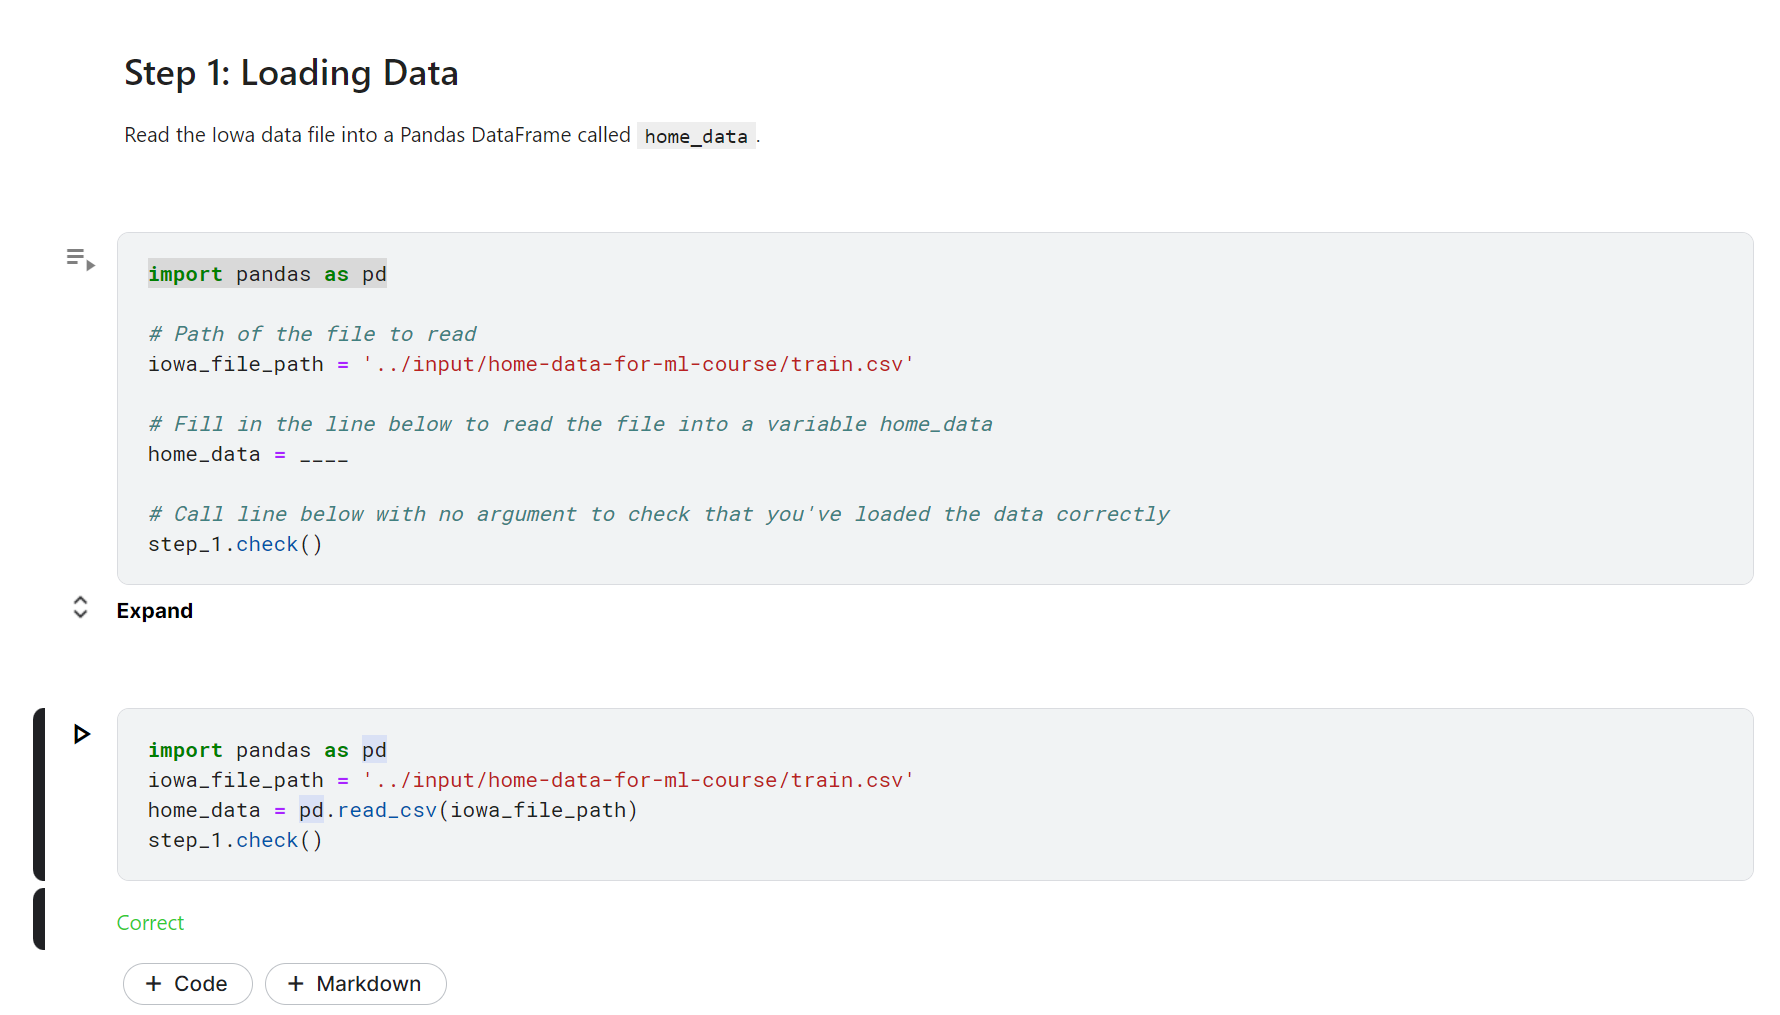 Step 1: Loading Data
Read the Iowa data file into a Pandas DataFrame called home_data.
import pandas as pd
# Path of the file to read
iowa_file_path = '../input/home-data-for-ml-course/train.csv'
# Fill in the line below to read the file into a variable home_data
home_data = ____
# Call line below with no argument to check that you've loaded the data correctly
step_1.check()
Expand
import pandas as pd
iowa_file_path = '../input/home-data-for-ml-course/train.csv'
home_data = pd.read_csv(iowa_file_path)
step_1.check()
Correct
+ Code + Markdown